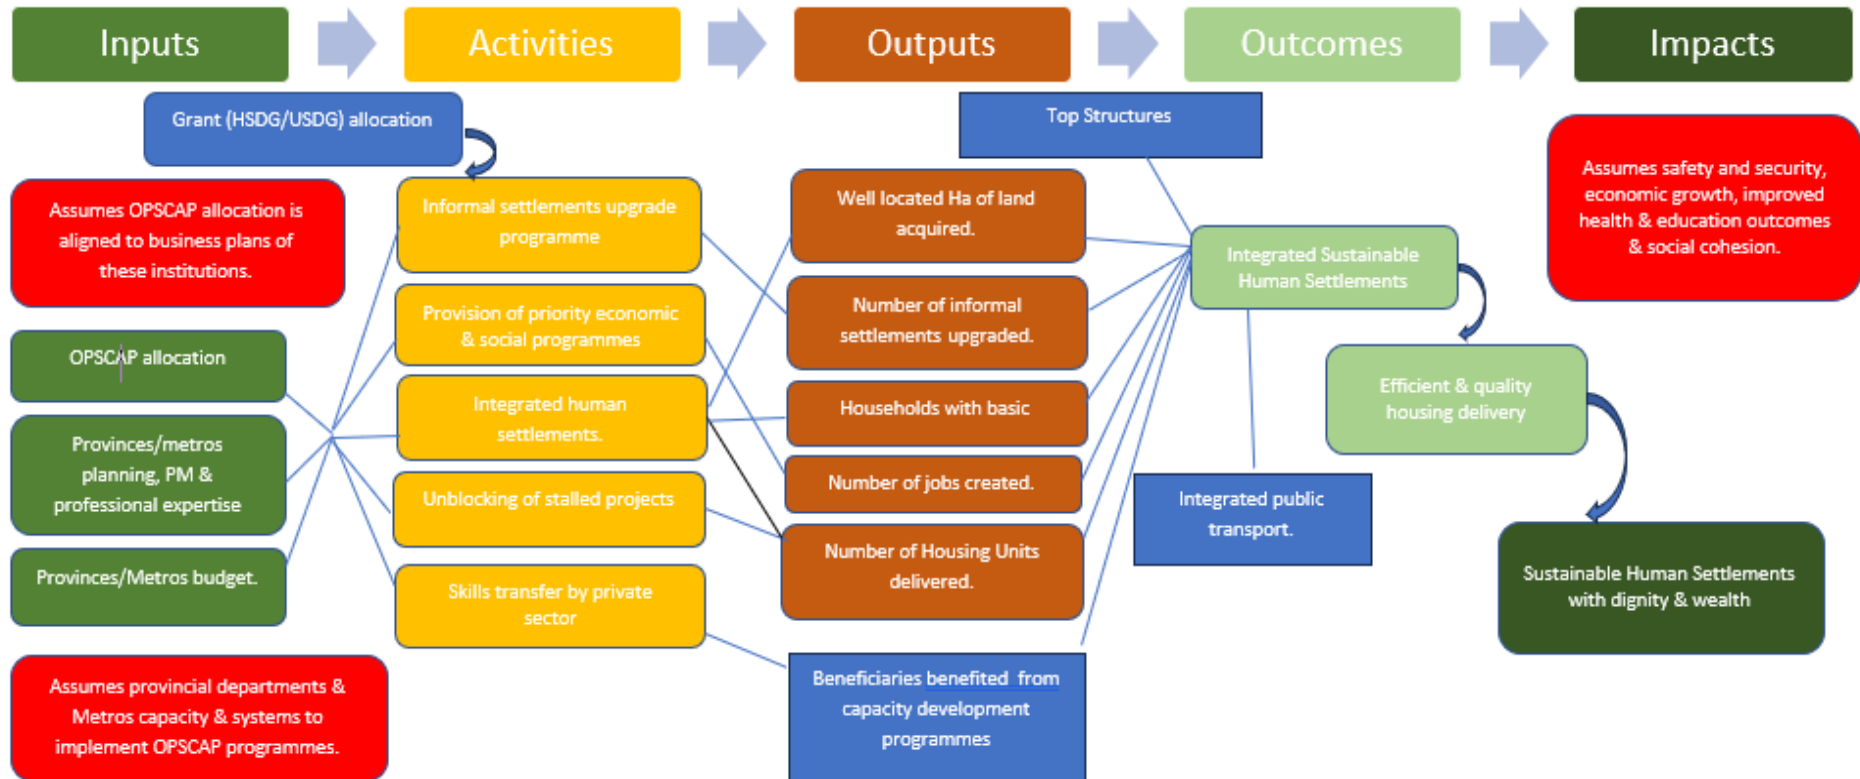 Inputs
Activities
Outputs
Outcomes
Impacts
Grant (HSDG/USDG) allocation
Assumes OPSCAP allocation is
aligned to business plans of
these institutions.
OPSCAP allocation
Provinces/metros
planning, PM &
professional expertise
Provinces/Metros budget.
Assumes provincial departments &
Metros capacity & systems to
implement OPSCAP programmes.
Informal settlements upgrade
programme
Provision of priority economic
& social programmes
Integrated human
settlements.
Unblocking of stalled projects
Skills transfer by private
sector
Top Structures
Well located Ha of land
acquired.
Number of informal
settlements upgraded.
Households with basic
Number of jobs created.
Number of Housing Units
delivered.
Beneficiaries benefited from
capacity development
programmes
Integrated Sustainable
Human Settlements
Efficient & quality
housing delivery
Integrated public
transport.
Assumes safety and security,
economic growth, improved
health & education outcomes
& social cohesion.
Sustainable Human Settlements
with dignity & wealth